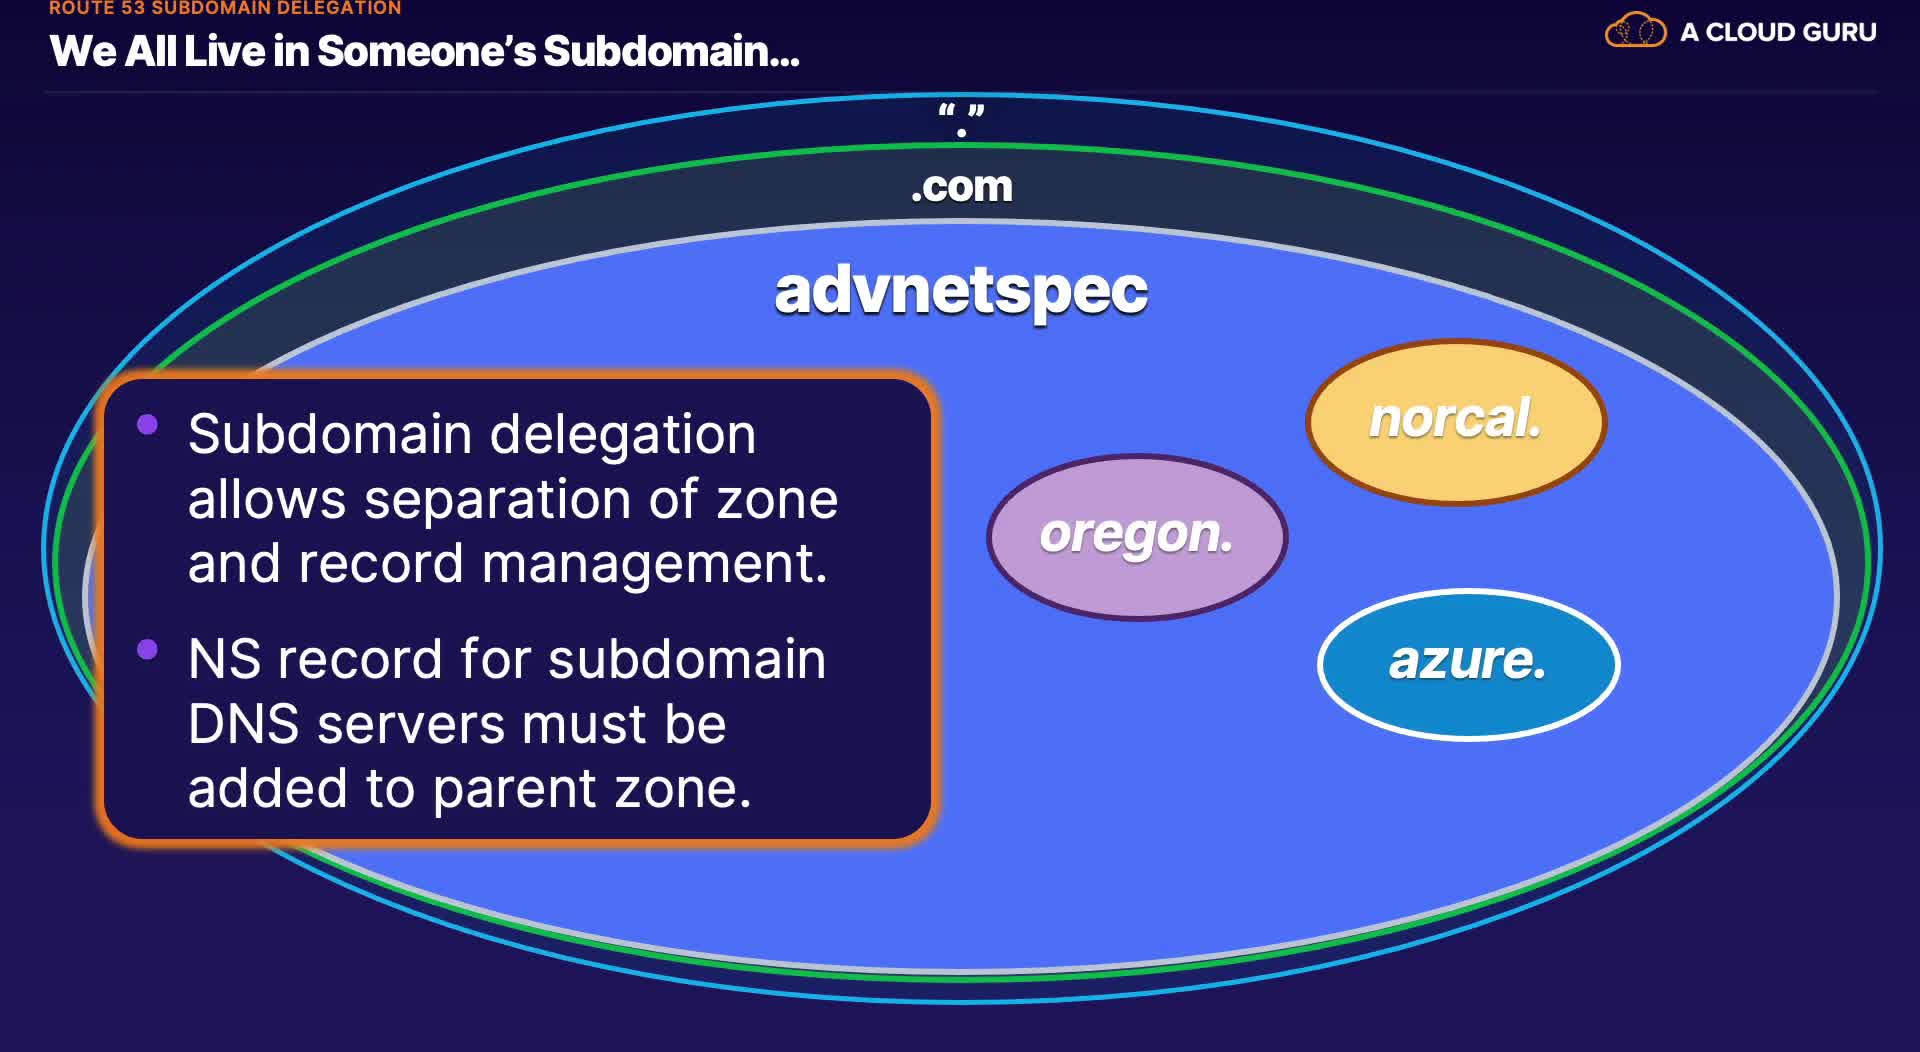 ROUTE 53 SUBDOMAIN DELEGATION
We All Live in Someone’s Subdomain...
A CLOUD GURU
“.”
.com
advnetspec
norcal.
oregon.
azure.
Subdomain delegation
allows separation of zone
and record management.
NS record for subdomain
DNS servers must be
added to parent zone.